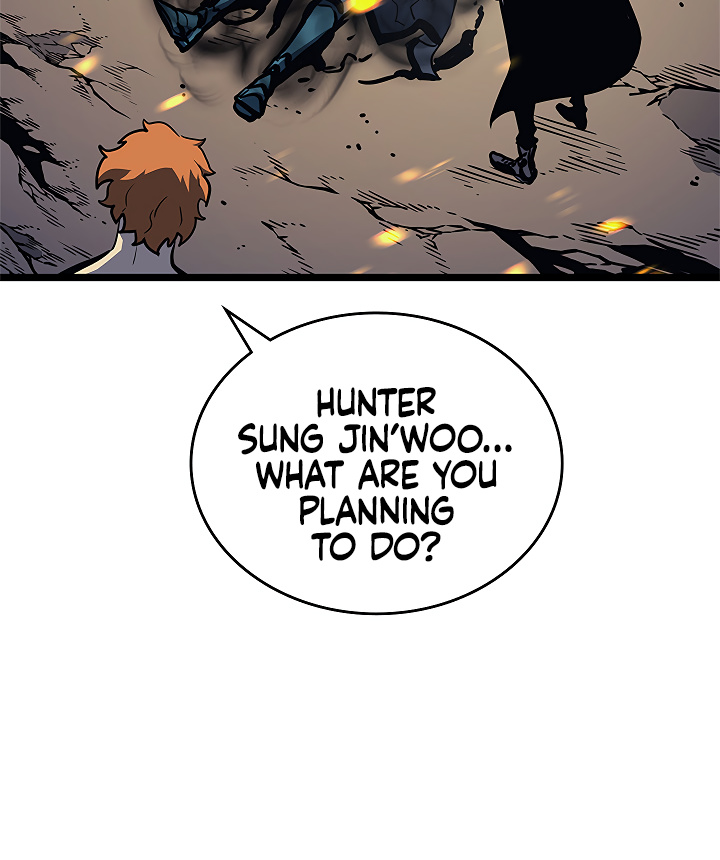 HUNTER
SUNG JIN'WOO...
WHAT ARE YOU
PLANNING
TO DO?